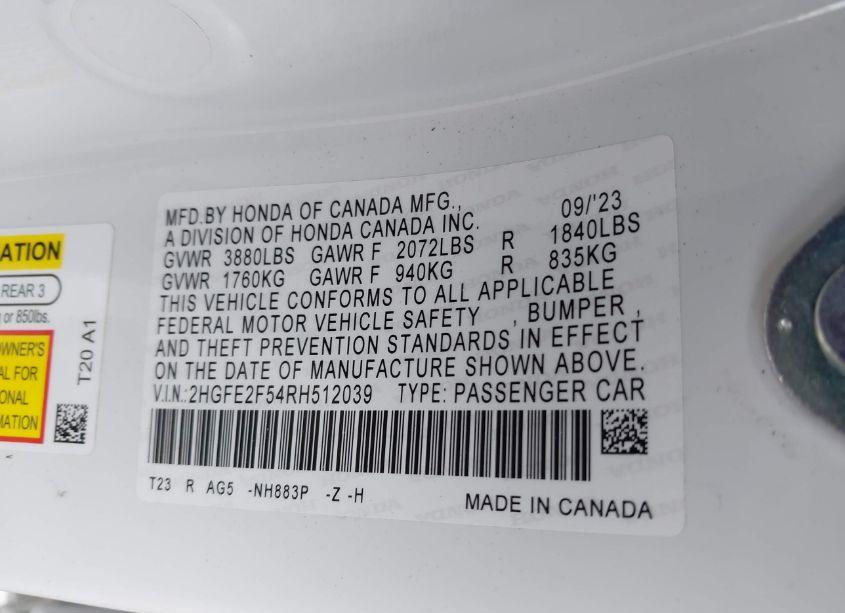 ATION
REAR 3
or 850lbs.
OWNER'S
AL FOR
IONAL
MATION
T20 A1
MFD.BY HONDA OF CANADA MFG., 09/'23
A DIVISION OF HONDA CANADA INC.
GVWR 3880LBS GAWR F 2072LBS R 1840LBS
GVWR 1760KG GAWR F 940KG R 835KG
THIS VEHICLE CONFORMS TO ALL APPLICABLE
FEDERAL MOTOR VEHICLE SAFETY , BUMPER ,
AND THEFT PREVENTION STANDARDS IN EFFECT
ON THE DATE OF MANUFACTURE SHOWN ABOVE.
V.I.N.:2HGFE2F54RH512039 TYPE: PASSENGER CAR
T23 R AG5 -NH883P -Z -H
MADE IN CANADA